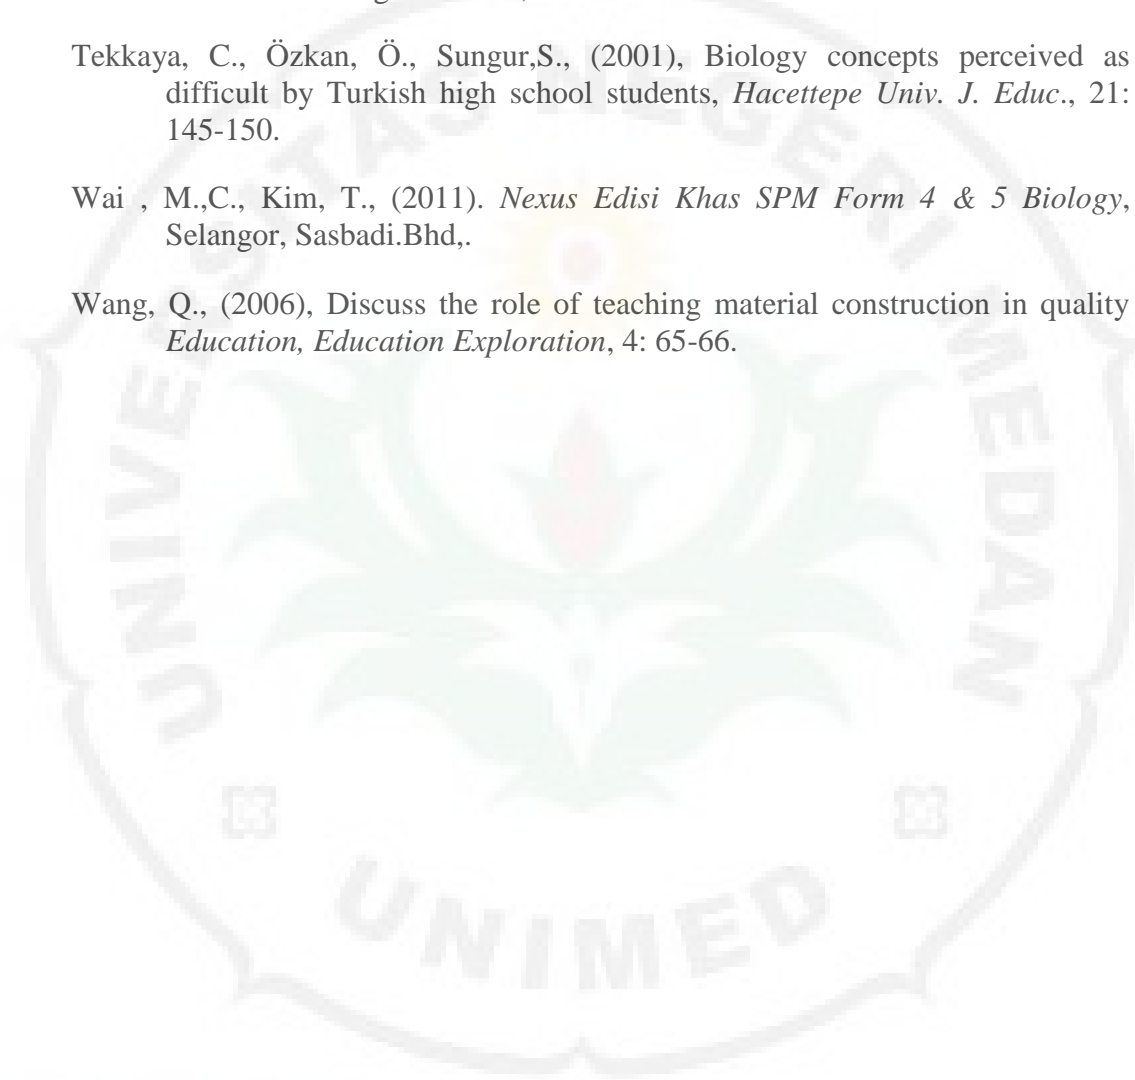 Tekkaya, C., Özkan, Ö., Sungur,S., (2001), Biology concepts perceived as
difficult by Turkish high school students, Hacettepe Univ. J. Educ., 21:
145-150.
Wai , M.,C., Kim, T., (2011). Nexus Edisi Khas SPM Form 4 & 5 Biology,
Selangor, Sasbadi.Bhd,.
Wang, Q., (2006), Discuss the role of teaching material construction in quality
Education, Education Exploration, 4: 65-66.
UNIVERSITAS NEGERI MEDAN
UNIMED